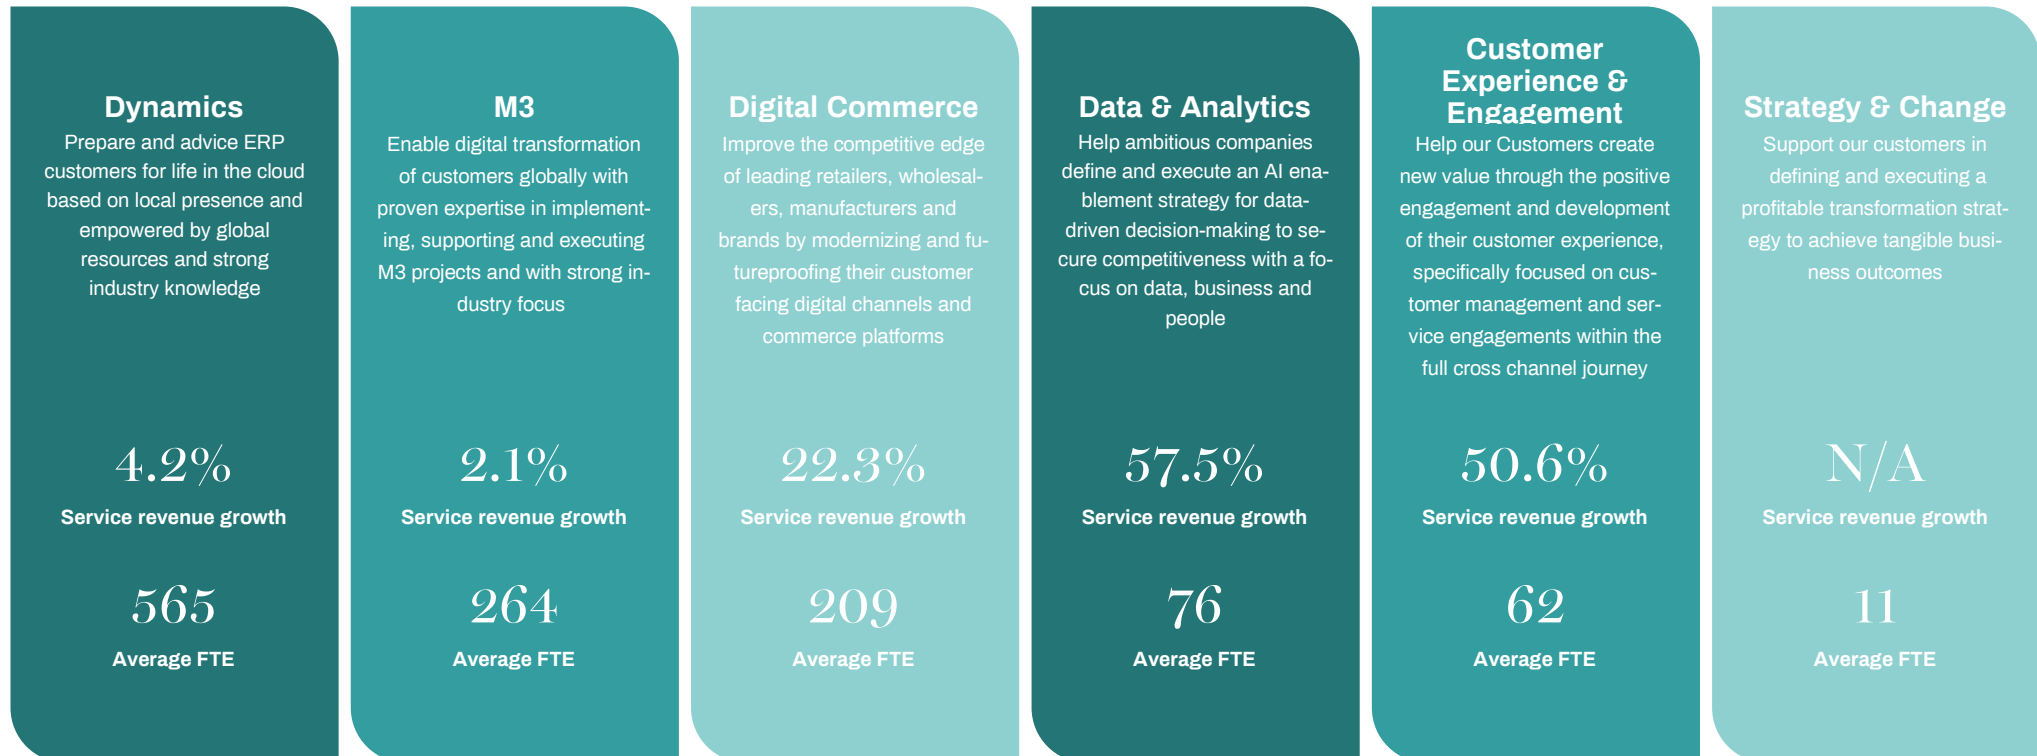 Dynamics
Prepare and advice ERP
customers for life in the cloud
based on local presence and
empowered by global
resources and strong
industry knowledge
4.2%
Service revenue growth
565
Average FTE
M3
Enable digital transformation
of customers globally with
proven expertise in implement-
ing, supporting and executing
M3 projects and with strong in-
dustry focus
2.1%
Service revenue growth
264
Average FTE
Digital Commerce
Improve the competitive edge
of leading retailers, wholesal-
ers, manufacturers and
brands by modernizing and fu-
tureproofing their customer
facing digital channels and
commerce platforms
22.3%
Service revenue growth
209
Average FTE
Data & Analytics
Help ambitious companies
define and execute an AI ena-
blement strategy for data-
driven decision-making to se-
cure competitiveness with a fo-
cus on data, business and
people
57.5%
Service revenue growth
76
Average FTE
Customer
Experience &
Engagement
Help our Customers create
new value through the positive
engagement and development
of their customer experience,
specifically focused on cus-
tomer management and ser-
vice engagements within the
full cross channel journey
50.6%
Service revenue growth
62
Average FTE
Strategy & Change
Support our customers in
defining and executing a
profitable transformation strat-
egy to achieve tangible busi-
ness outcomes
N/A
Service revenue growth
11
Average FTE